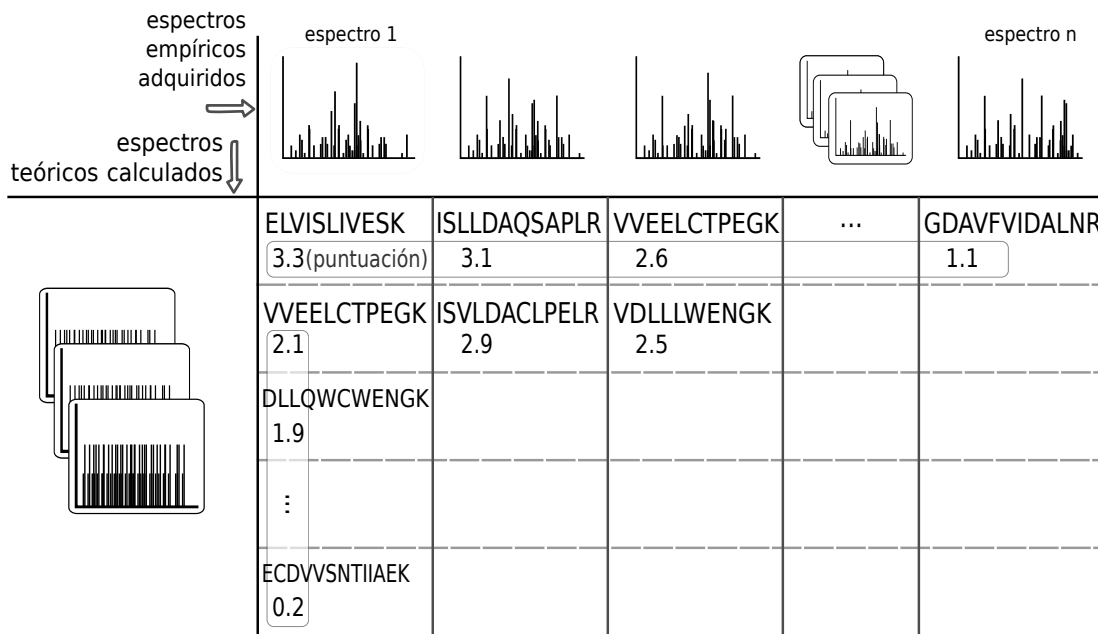 espectros
empíricos
adquiridos
espectro 1
espectro n
espectros
teóricos calculados
ELVISLIVESK ISLLDAQSAPLR VVEELCTPEGK ... GDAVFVIDALNR
3.3(puntuación) 3.1 2.6 1.1
VVEELCTPEGK ISVLDACLPELR VDLLLWENGK
2.1 2.9 2.5
DLLQWCWENGK
1.9
...
ECDVVSNTIIAEK
0.2